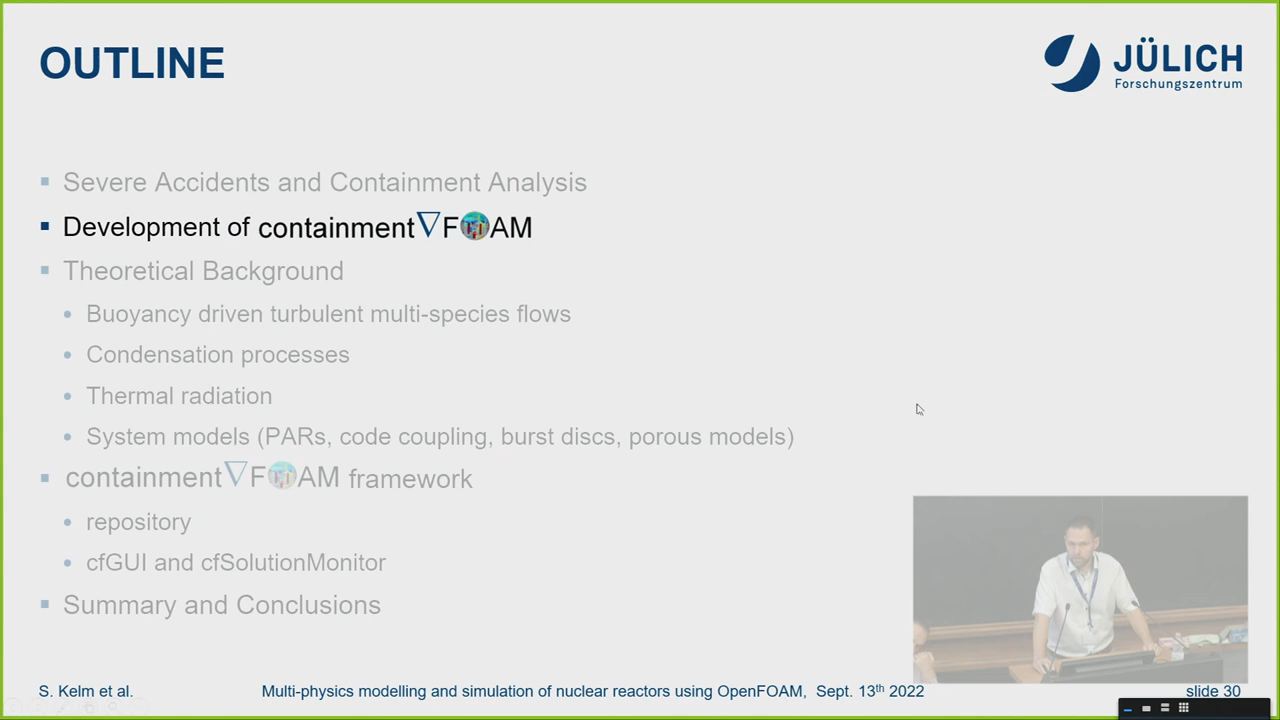 OUTLINE
JÜLICH
Forschungszentrum
Severe Accidents and Containment Analysis
Development of containment∇FOAM
Theoretical Background
Buoyancy driven turbulent multi-species flows
Condensation processes
Thermal radiation
System models (PARs, code coupling, burst discs, porous models)
containment∇FOAM framework
repository
cfGUI and cfSolutionMonitor
Summary and Conclusions
S. Kelm et al.
Multi-physics modelling and simulation of nuclear reactors using OpenFOAM, Sept. 13th 2022
slide 30